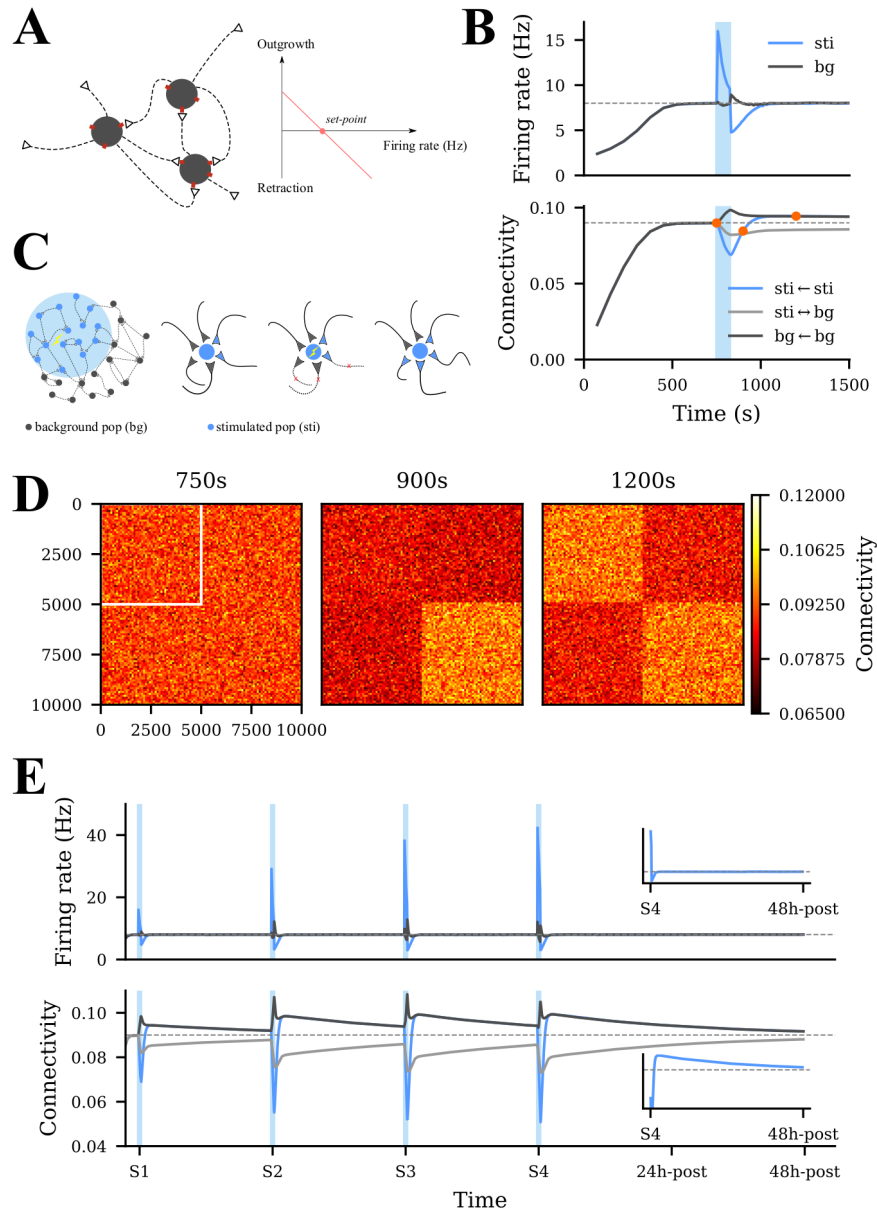 A
Outgrowth
set-point
Firing rate (Hz)
Retraction
B
Firing rate (Hz)
15
10
5
0
sti
bg
Connectivity
0.10
0.05
0.00
sti ← sti
sti ↔ bg
bg ← bg
0
500
1000
1500
Time (s)
C
background pop (bg)
stimulated pop (sti)
D
750s
900s
1200s
0
2500
5000
7500
10000
0
2500
5000
7500
10000
0.12000
0.10625
0.09250
0.07875
0.06500
Connectivity
E
Firing rate (Hz)
40
20
0
S4
48h-post
Connectivity
0.10
0.08
0.06
0.04
S4
48h-post
S1
S2
S3
S4
24h-post
48h-post
Time